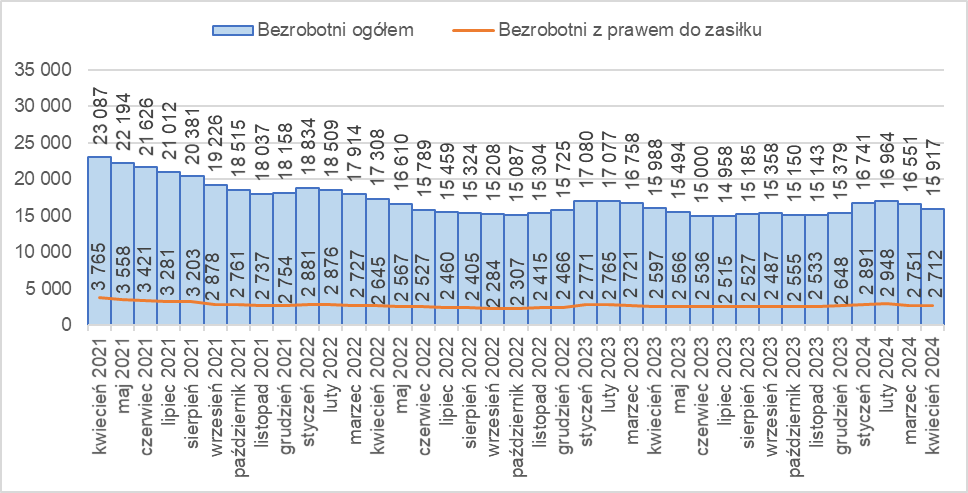 Bezrobotni ogółem
Bezrobotni z prawem do zasiłku
35 000
30 000
25 000
20 000
15 000
10 000
5 000
0
23 087
22 194
21 626
21 012
20 381
19 226
18 515
18 037
18 158
18 834
18 509
17 914
17 308
16 610
15 789
15 459
15 324
15 208
15 087
15 304
15 725
17 080
17 077
16 758
15 988
15 494
15 000
14 958
15 185
15 358
15 150
15 143
15 379
16 741
16 964
16 551
15 917
3 765
3 558
3 421
3 281
3 203
2 878
2 761
2 737
2 754
2 881
2 876
2 727
2 645
2 567
2 527
2 460
2 405
2 284
2 307
2 415
2 466
2 771
2 765
2 721
2 597
2 566
2 536
2 515
2 527
2 487
2 555
2 533
2 648
2 891
2 948
2 751
2 712
kwiecień 2021
maj 2021
czerwiec 2021
lipiec 2021
sierpień 2021
wrzesień 2021
październik 2021
listopad 2021
grudzień 2021
styczeń 2022
luty 2022
marzec 2022
kwiecień 2022
maj 2022
czerwiec 2022
lipiec 2022
sierpień 2022
wrzesień 2022
październik 2022
listopad 2022
grudzień 2022
styczeń 2023
luty 2023
marzec 2023
kwiecień 2023
maj 2023
czerwiec 2023
lipiec 2023
sierpień 2023
wrzesień 2023
październik 2023
listopad 2023
grudzień 2023
styczeń 2024
luty 2024
marzec 2024
kwiecień 2024